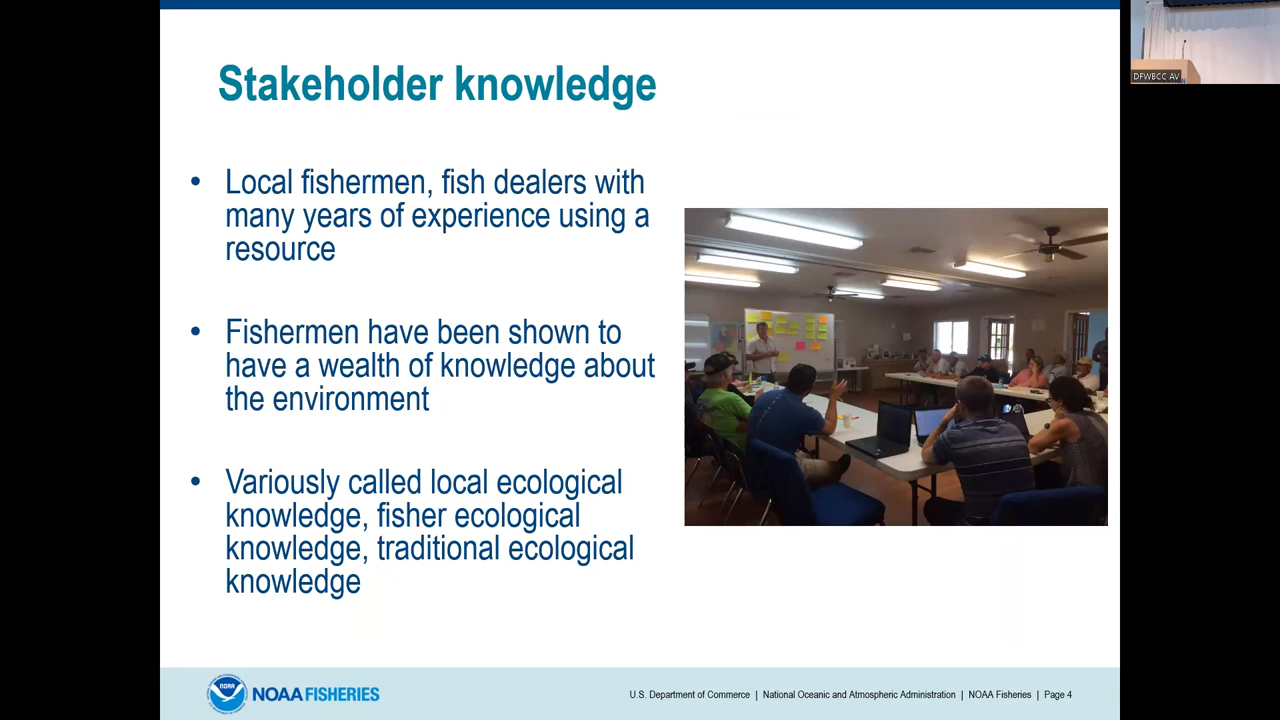 Stakeholder knowledge
• Local fishermen, fish dealers with
many years of experience using a
resource
• Fishermen have been shown to
have a wealth of knowledge about
the environment
• Variously called local ecological
knowledge, fisher ecological
knowledge, traditional ecological
knowledge
NOAA
NOAA FISHERIES
U.S. Department of Commerce | National Oceanic and Atmospheric Administration | NOAA Fisheries | Page 4
DFWBCC AV